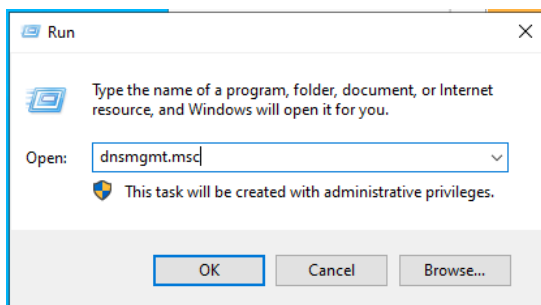 Run
Type the name of a program, folder, document, or Internet
resource, and Windows will open it for you.
Open: dnsmgmt.msc
This task will be created with administrative privileges.
OK Cancel Browse...